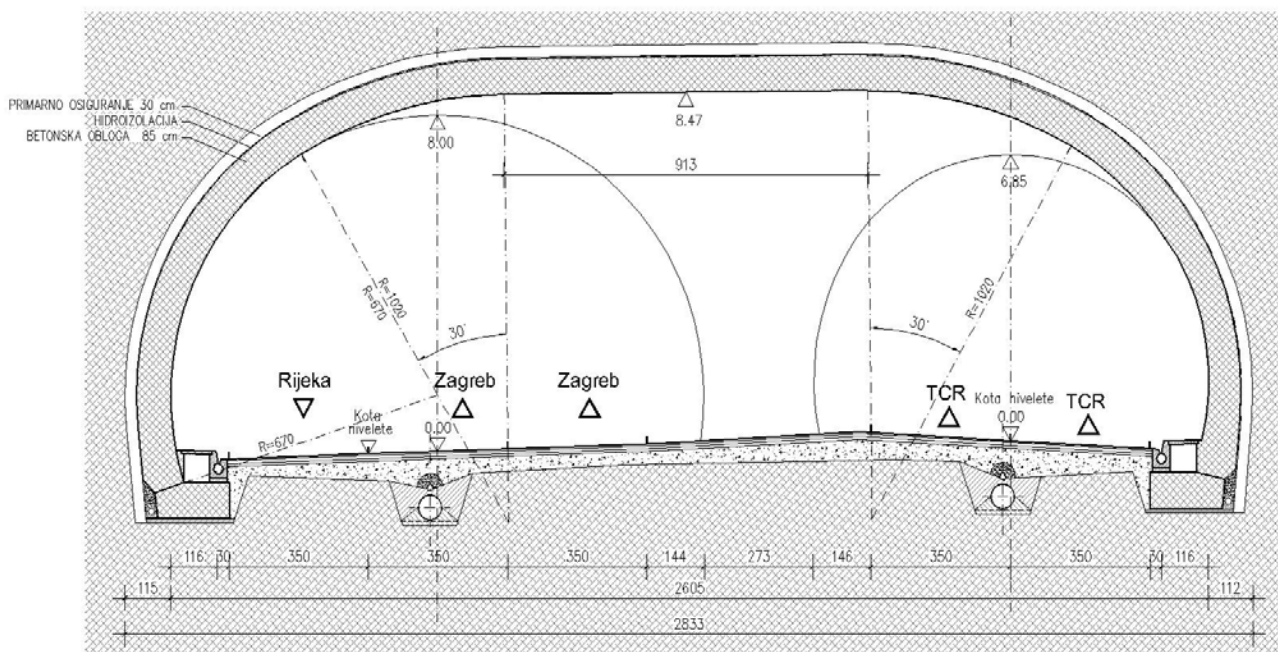 PRIMARNO OSIGURANJE 30 cm
HIDROIZOLACIJA
BETONSKA OBLOGA 85 cm
8.00
8.47
913
6.85
R=1020
R=670
30°
30°
R=1020
Rijeka
Zagreb
Zagreb
TCR
TCR
Kota nivelete
0.00
Kota nivelete
0.00
R=670
116 30 350 350 350 144 273 146 350 350 30 116
115 2605 112
2833